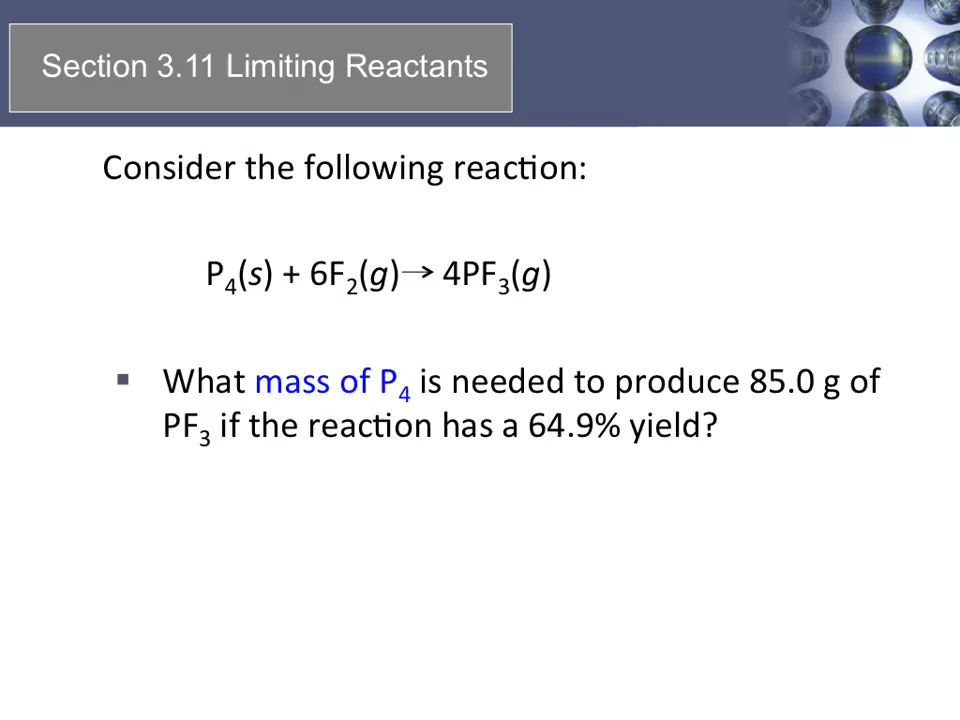 Section 3.11 Limiting Reactants
Consider the following reaction:
P₄(s) + 6F₂(g)→ 4PF₃(g)
▪ What mass of P₄ is needed to produce 85.0 g of
PF₃ if the reaction has a 64.9% yield?